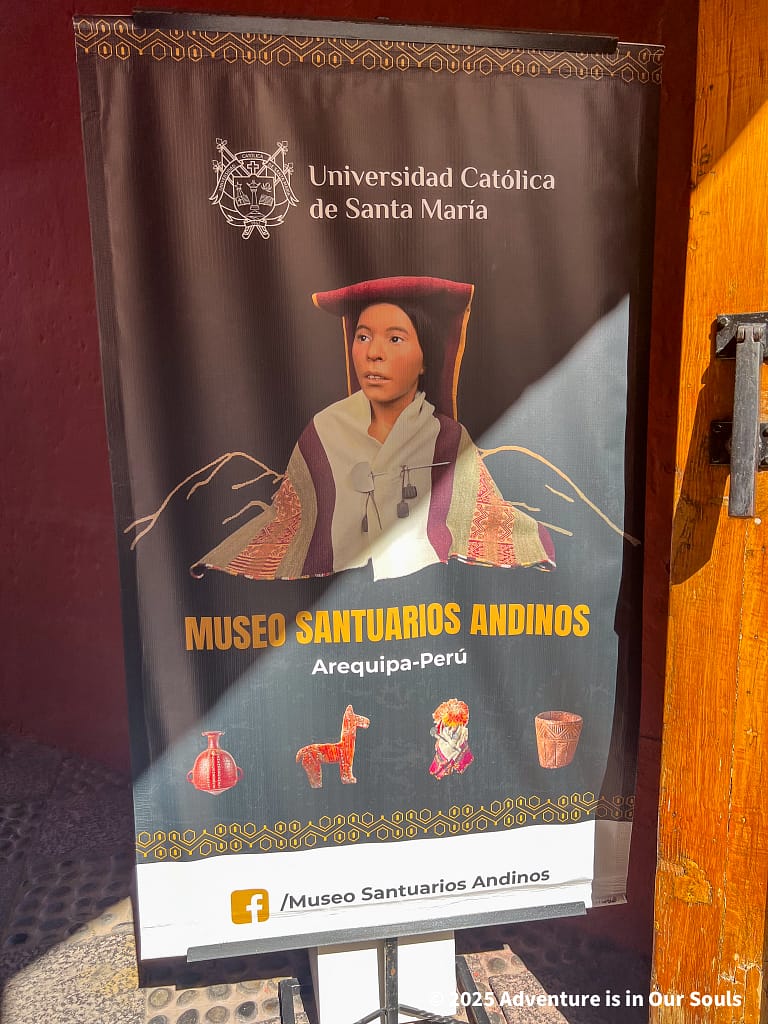 Universidad Católica
de Santa María
MUSEO SANTUARIOS ANDINOS
Arequipa-Perú
/Museo Santuarios Andinos
© 2025 Adventure is in Our Souls